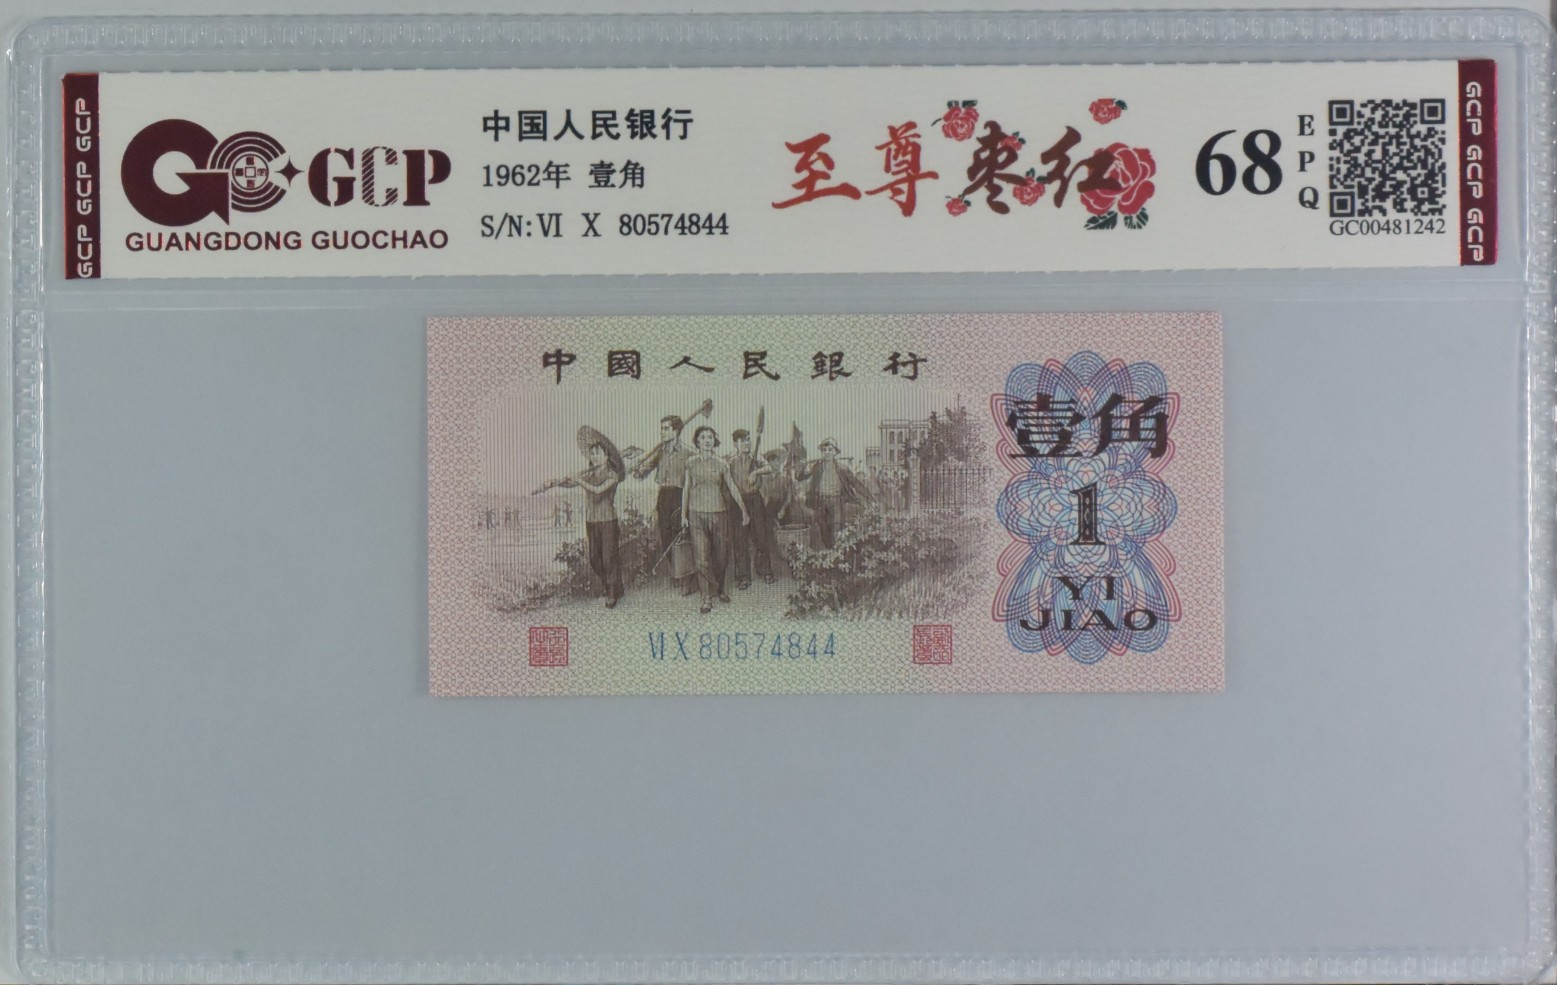 GCP GCP GCP
GCP
GUANGDONG GUOCHAO
中国人民银行
1962年 壹角
S/N: VI X 80574844
至尊枣红
68
EPQ
GC00481242
GCP GCP GCP
中國人民銀行
壹角
1
YI
JIAO
VI X 80574844